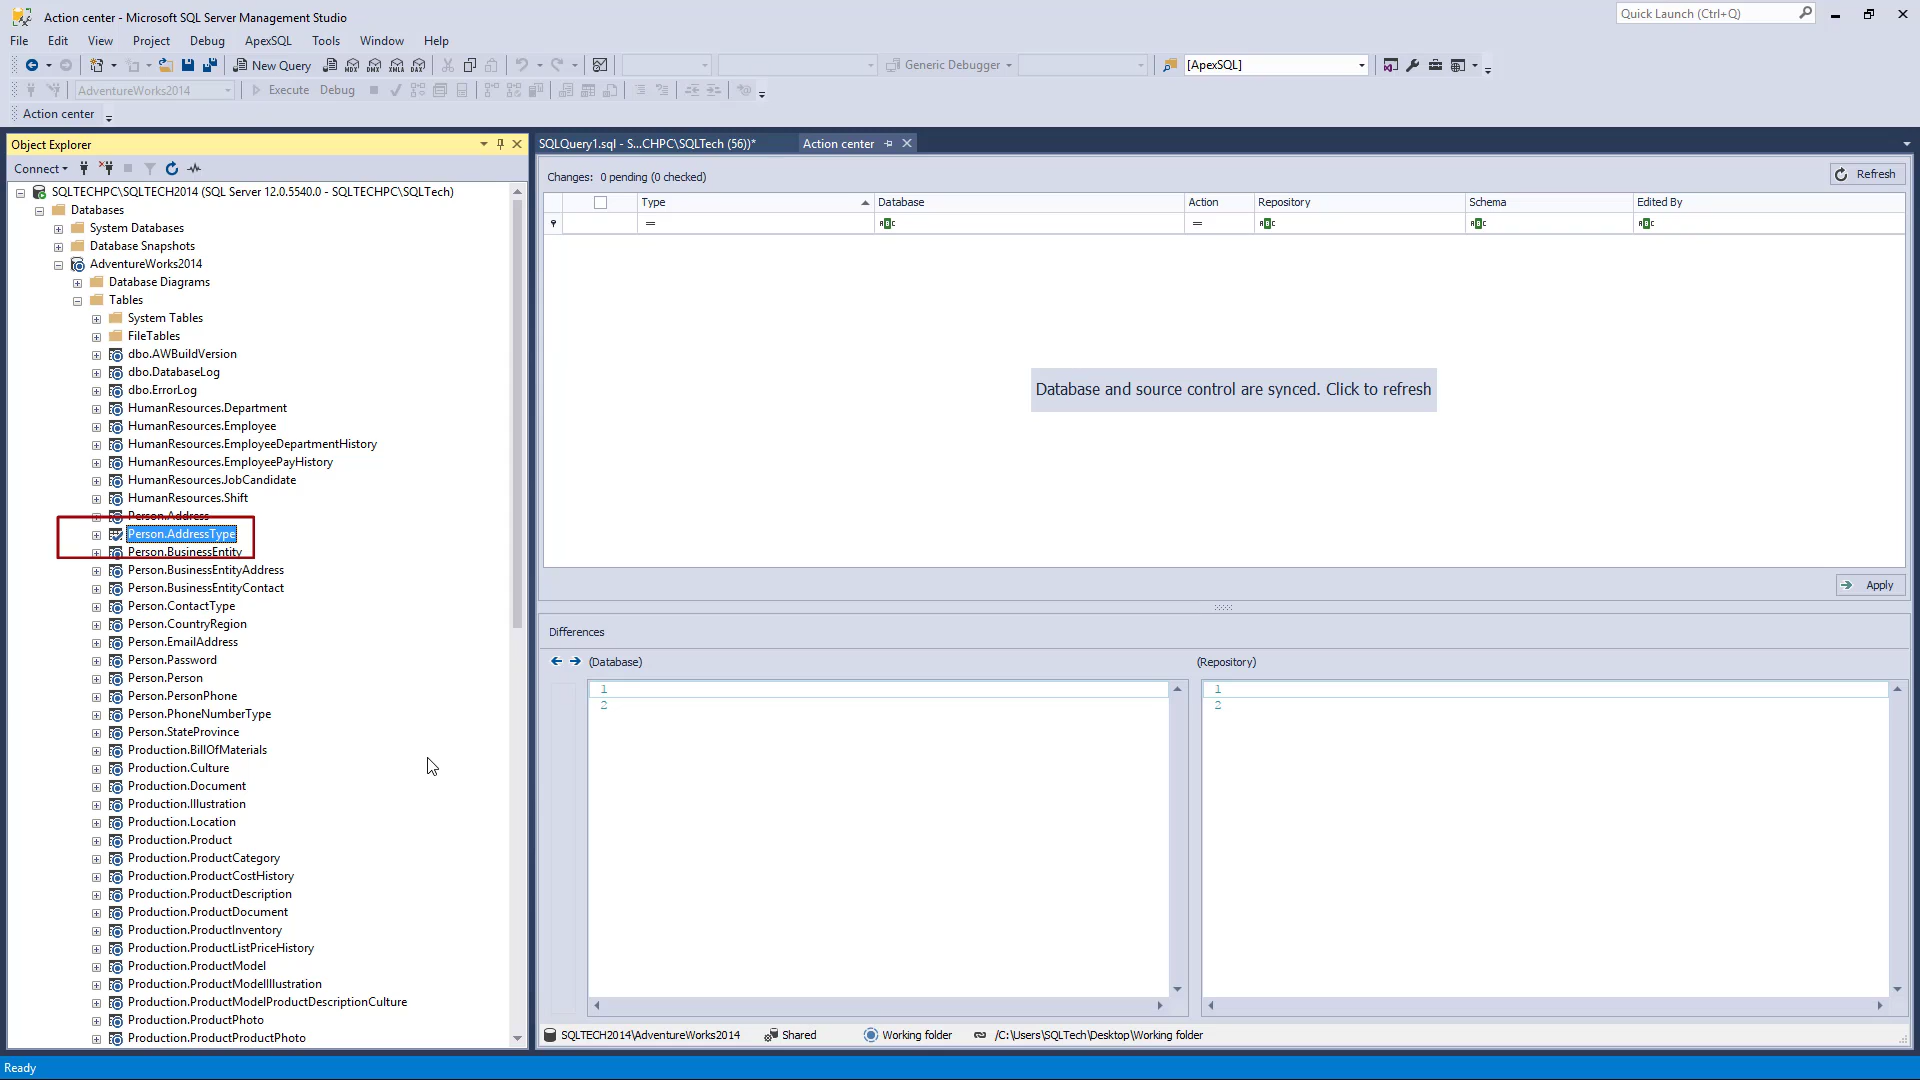 Action center - Microsoft SQL Server Management Studio
Quick Launch (Ctrl+Q)
File Edit View Project Debug ApexSQL Tools Window Help
New Query
Generic Debugger
[ApexSQL]
AdventureWorks2014
Execute Debug
Action center
Object Explorer
Connect
SQLTECHPC\SQLTECH2014 (SQL Server 12.0.5540.0 - SQLTECHPC\SQLTech)
Databases
System Databases
Database Snapshots
AdventureWorks2014
Database Diagrams
Tables
System Tables
FileTables
dbo.AWBuildVersion
dbo.DatabaseLog
dbo.ErrorLog
HumanResources.Department
HumanResources.Employee
HumanResources.EmployeeDepartmentHistory
HumanResources.EmployeePayHistory
HumanResources.JobCandidate
HumanResources.Shift
Person.Address
Person.AddressType
Person.BusinessEntity
Person.BusinessEntityAddress
Person.BusinessEntityContact
Person.ContactType
Person.CountryRegion
Person.EmailAddress
Person.Password
Person.Person
Person.PersonPhone
Person.PhoneNumberType
Person.StateProvince
Production.BillOfMaterials
Production.Culture
Production.Document
Production.Illustration
Production.Location
Production.Product
Production.ProductCategory
Production.ProductCostHistory
Production.ProductDescription
Production.ProductDocument
Production.ProductInventory
Production.ProductListPriceHistory
Production.ProductModel
Production.ProductModelIllustration
Production.ProductModelProductDescriptionCulture
Production.ProductPhoto
Production.ProductProductPhoto
SQLQuery1.sql - S...CHPC\SQLTech (56))*
Action center
Changes: 0 pending (0 checked)
Refresh
Type Database Action Repository Schema Edited By
Database and source control are synced. Click to refresh
Apply
Differences
(Database)
(Repository)
1
2
1
2
SQLTECH2014\AdventureWorks2014 Shared Working folder /C:\Users\SQLTech\Desktop\Working folder
Ready